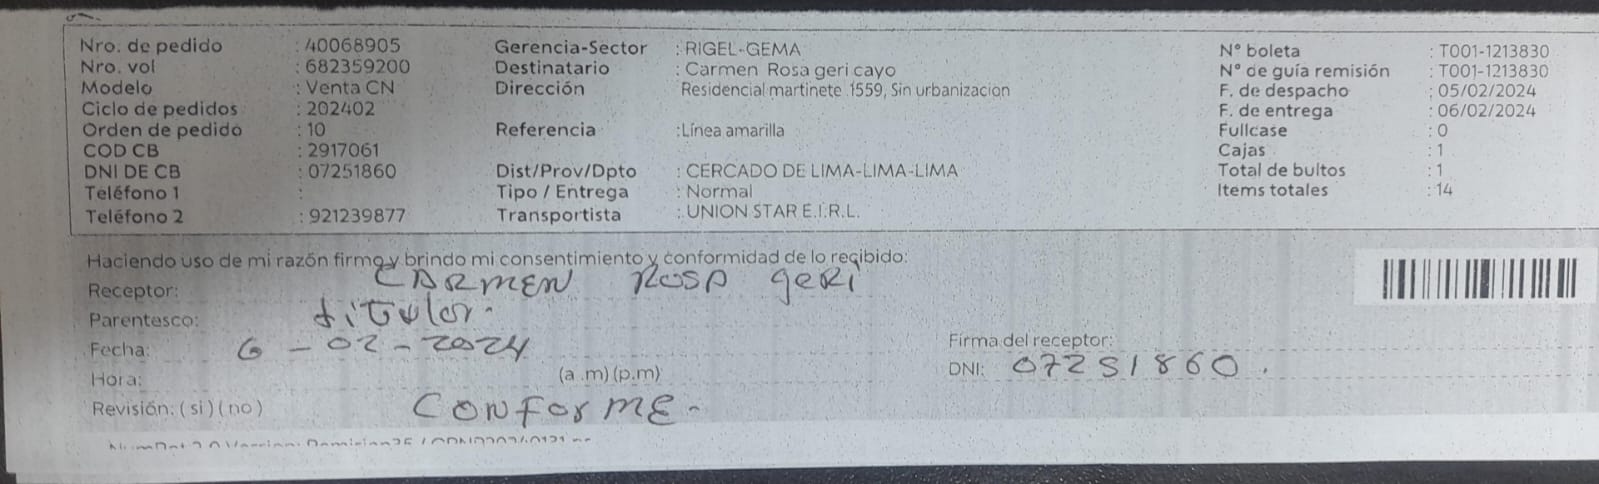 Nro. de pedido : 40068905 Gerencia-Sector : RIGEL-GEMA N° boleta : T001-1213830
Nro. vol : 682359200 Destinatario : Carmen Rosa geri cayo N° de guía remisión : T001-1213830
Modelo : Venta CN Dirección Residencial martinete .1559, Sin urbanizacion F. de despacho : 05/02/2024
Ciclo de pedidos : 202402 F. de entrega : 06/02/2024
Orden de pedido : 10 Referencia :Línea amarilla Fullcase : 0
COD CB : 2917061 Cajas : 1
DNI DE CB : 07251860 Dist/Prov/Dpto : CERCADO DE LIMA-LIMA-LIMA Total de bultos : 1
Teléfono 1 : Tipo / Entrega : Normal Items totales : 14
Teléfono 2 : 921239877 Transportista : UNION STAR E.I.R.L.
Haciendo uso de mi razón firmo y brindo mi consentimiento y conformidad de lo recibido:
Receptor: CARMEN ROSA geRi
Parentesco: titular.
Fecha: 6 - 02 - 2024 Firma del receptor:
Hora: (a .m) (p.m) DNI: 07251860.
Revisión: ( si ) ( no ) CONFORME-